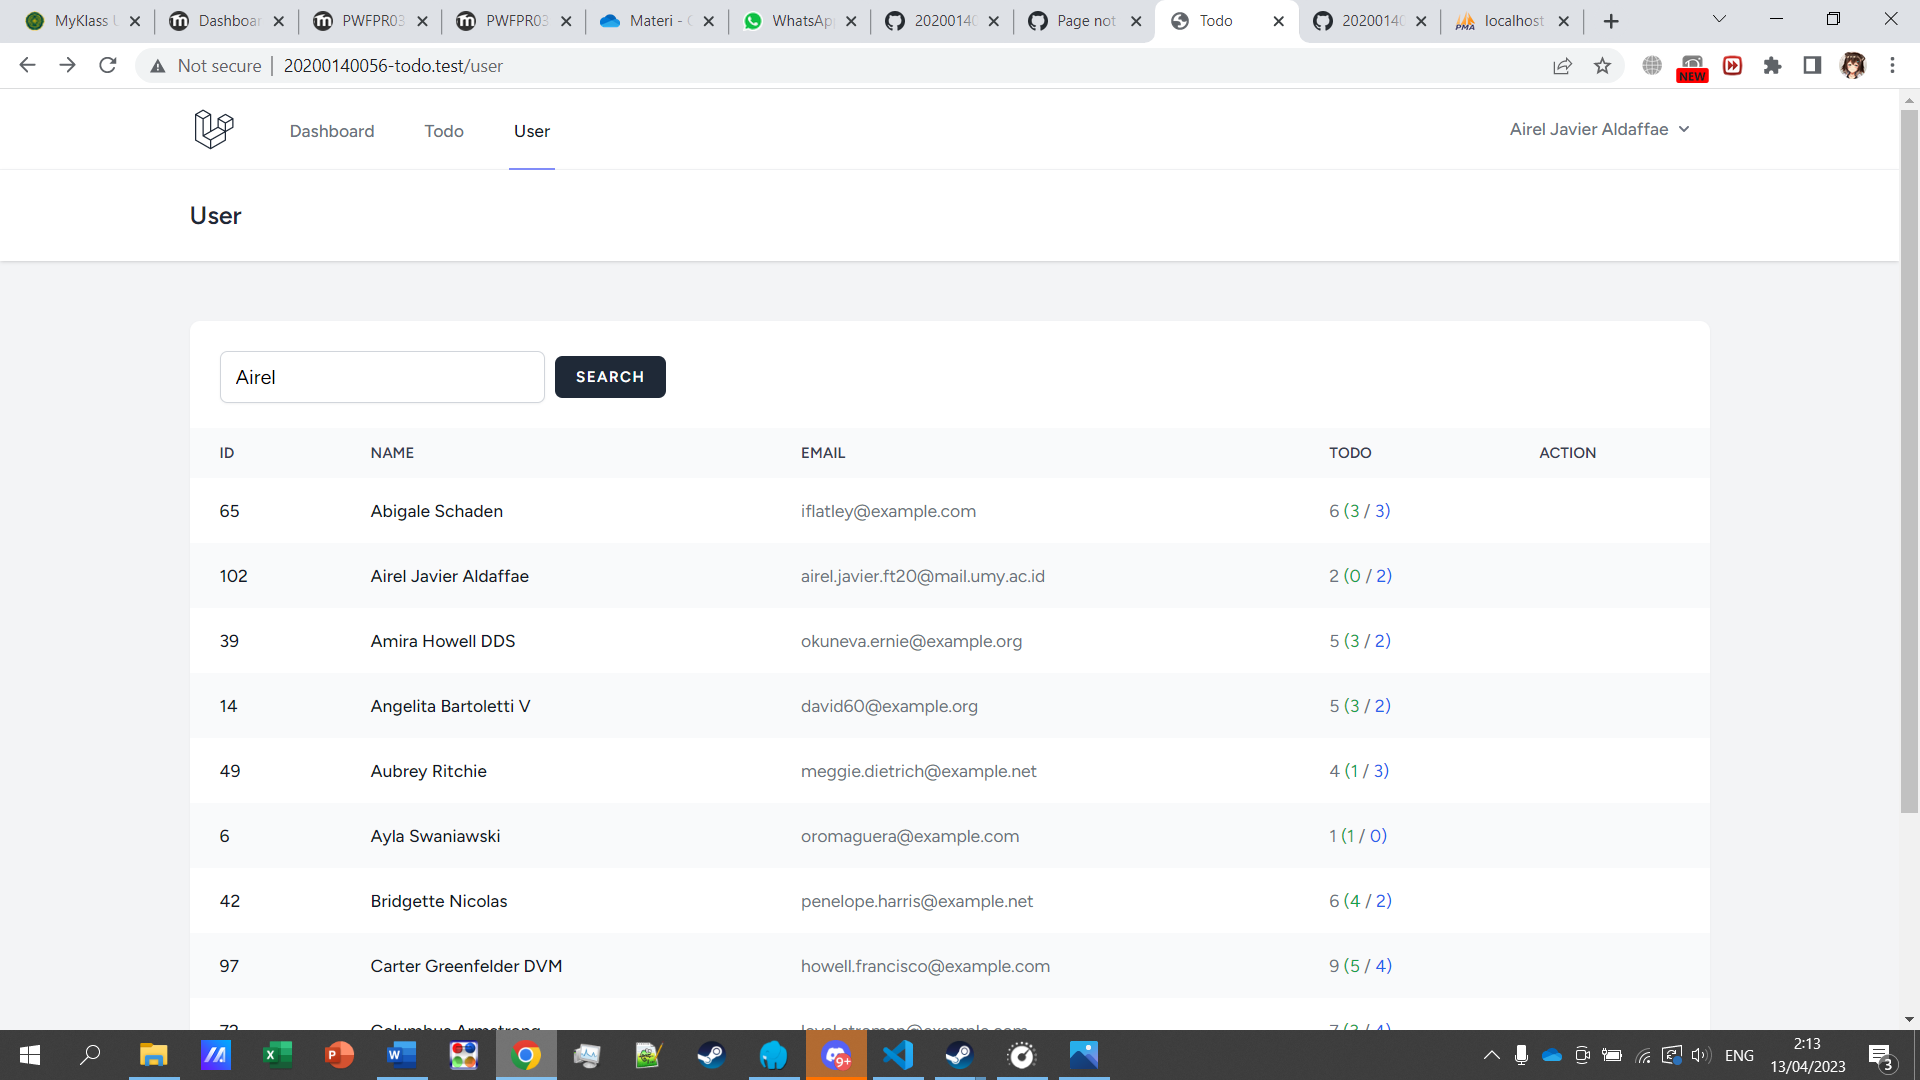 MyKlass
Dashboar
PWFPR03
PWFPR03
Materi -
WhatsAp
2020014
Page not
Todo
2020014
localhost
Not secure
20200140056-todo.test/user
NEW
Dashboard
Todo
User
Airel Javier Aldaffae
User
Airel
SEARCH
ID NAME EMAIL TODO ACTION
65 Abigale Schaden iflatley@example.com 6 (3 / 3)
102 Airel Javier Aldaffae airel.javier.ft20@mail.umy.ac.id 2 (0 / 2)
39 Amira Howell DDS okuneva.ernie@example.org 5 (3 / 2)
14 Angelita Bartoletti V david60@example.org 5 (3 / 2)
49 Aubrey Ritchie meggie.dietrich@example.net 4 (1 / 3)
6 Ayla Swaniawski oromaguera@example.com 1 (1 / 0)
42 Bridgette Nicolas penelope.harris@example.net 6 (4 / 2)
97 Carter Greenfelder DVM howell.francisco@example.com 9 (5 / 4)
9+
ENG
2:13
13/04/2023
3